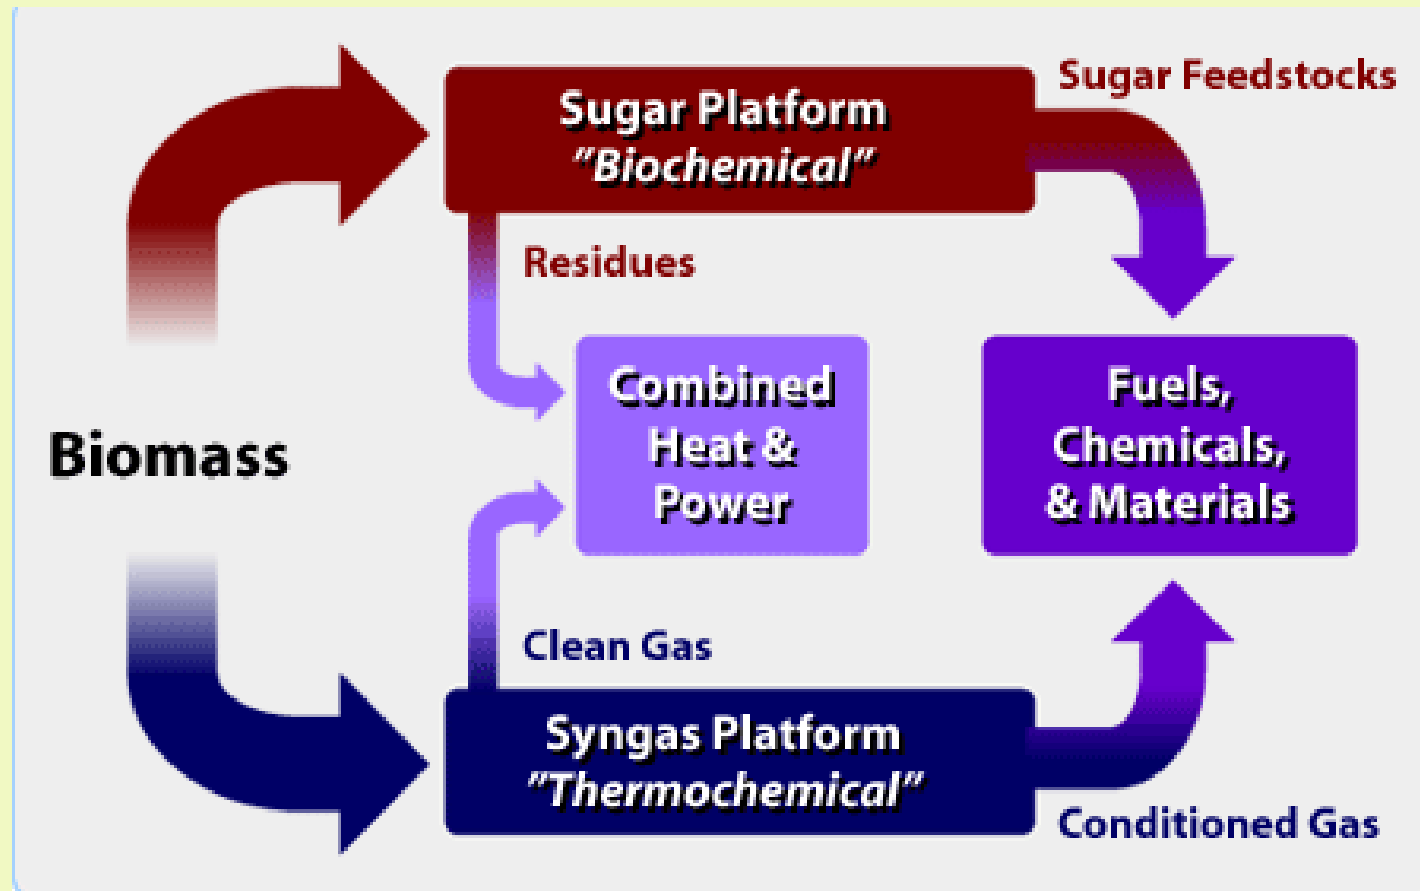 Sugar Feedstocks
Sugar Platform
"Biochemical"
Residues
Combined
Heat &
Power
Fuels,
Chemicals,
& Materials
Biomass
Clean Gas
Syngas Platform
"Thermochemical"
Conditioned Gas